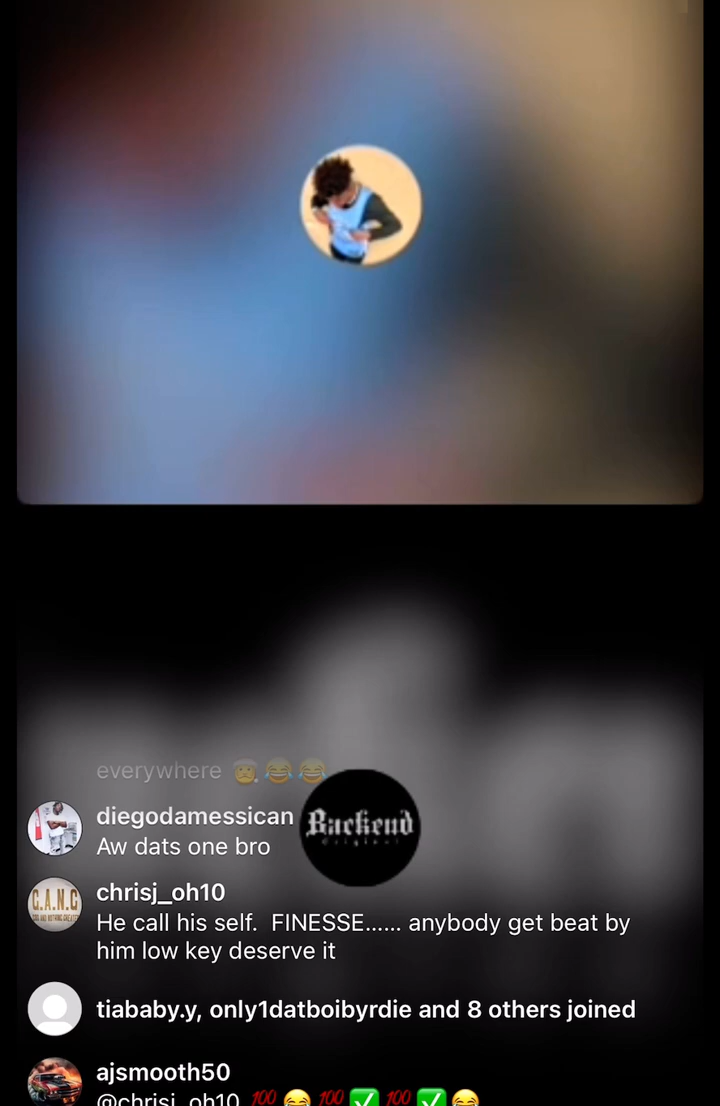 everywhere 🎅😂😂
diegodamessican
Aw dats one bro
Backend
Original
chrisj_oh10
G.A.N.G
He call his self.  FINESSE...... anybody get beat by
him low key deserve it
tiababy.y, only1datboibyrdie and 8 others joined
ajsmooth50
@chrisj_oh10 💯😂💯✅💯✅😂